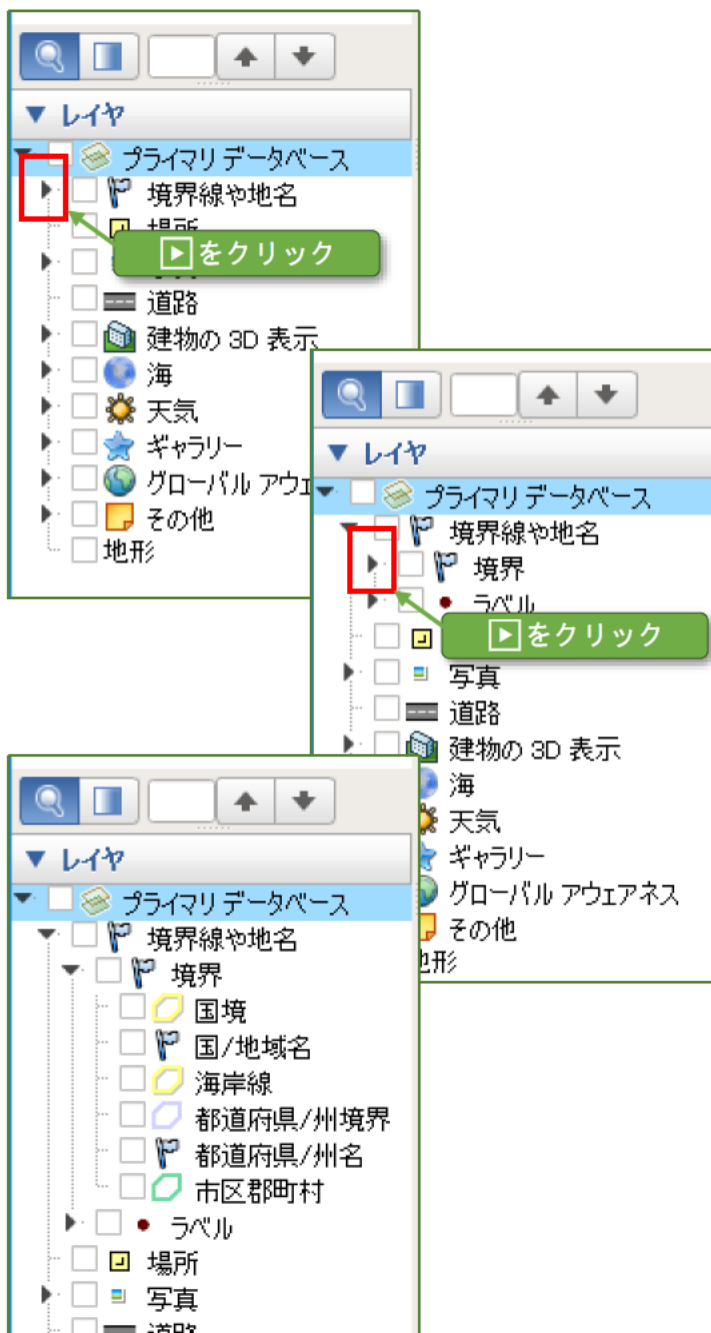 レイヤ
プライマリ データベース
境界線や地名
場所
▶をクリック
道路
建物の 3D 表示
海
天気
ギャラリー
グローバル アウェ
その他
地形
レイヤ
プライマリ データベース
境界線や地名
境界
ラベル
▶をクリック
写真
道路
建物の 3D 表示
海
天気
ギャラリー
グローバル アウェアネス
その他
地形
レイヤ
プライマリ データベース
境界線や地名
境界
国境
国/地域名
海岸線
都道府県/州境界
都道府県/州名
市区郡町村
ラベル
場所
写真
道路